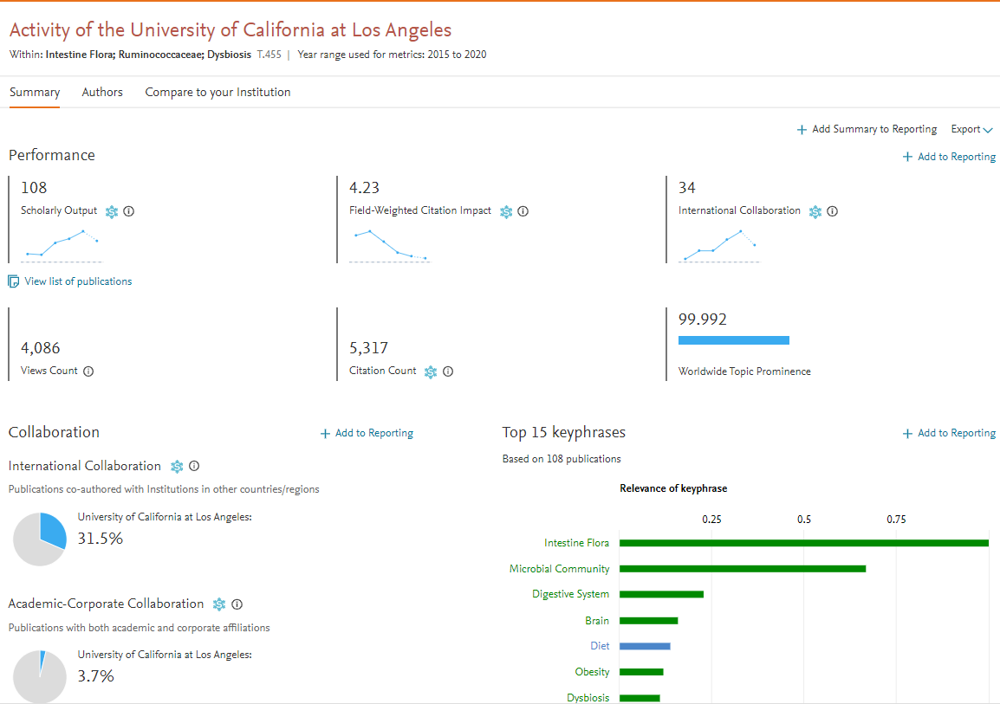 Activity of the University of California at Los Angeles
Within: Intestine Flora; Ruminococcaceae; Dysbiosis T.455 | Year range used for metrics: 2015 to 2020
Summary Authors Compare to your Institution
+ Add Summary to Reporting Export
Performance
+ Add to Reporting
108
Scholarly Output
4.23
Field-Weighted Citation Impact
34
International Collaboration
View list of publications
4,086
Views Count
5,317
Citation Count
99.992
Worldwide Topic Prominence
Collaboration
+ Add to Reporting
International Collaboration
Publications co-authored with Institutions in other countries/regions
University of California at Los Angeles:
31.5%
Academic-Corporate Collaboration
Publications with both academic and corporate affiliations
University of California at Los Angeles:
3.7%
Top 15 keyphrases
+ Add to Reporting
Based on 108 publications
Relevance of keyphrase
0.25 0.5 0.75
Intestine Flora
Microbial Community
Digestive System
Brain
Diet
Obesity
Dysbiosis